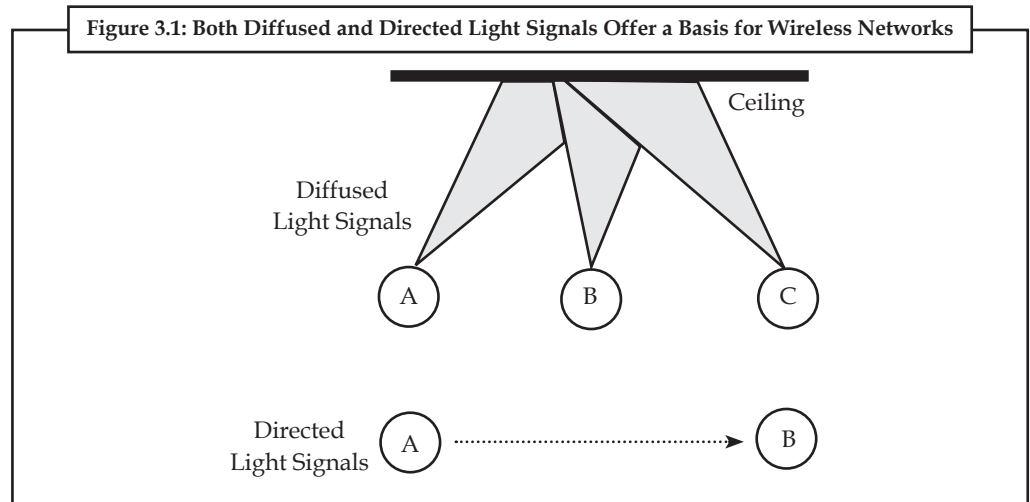 Figure 3.1: Both Diffused and Directed Light Signals Offer a Basis for Wireless Networks
Ceiling
Diffused
Light Signals
A
B
C
Directed
Light Signals
A
B